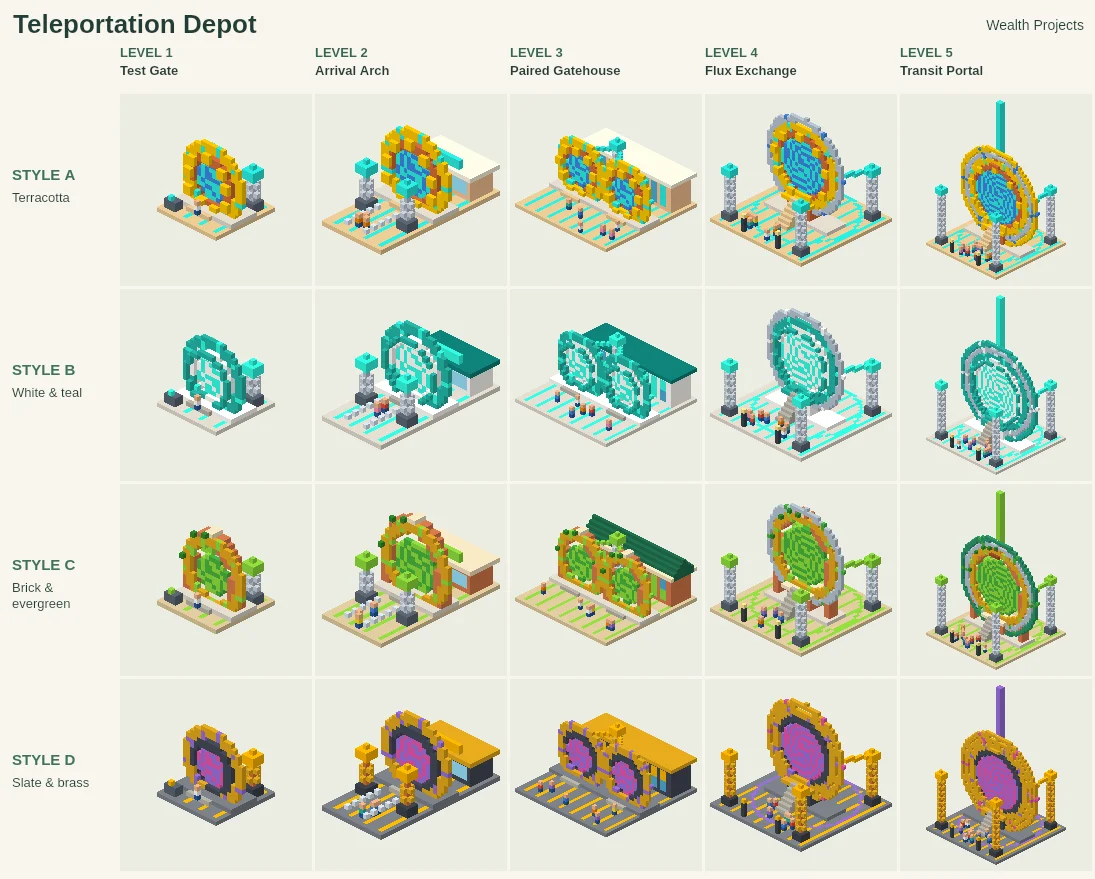 Teleportation Depot
Wealth Projects
LEVEL 1
Test Gate
LEVEL 2
Arrival Arch
LEVEL 3
Paired Gatehouse
LEVEL 4
Flux Exchange
LEVEL 5
Transit Portal
STYLE A
Terracotta
STYLE B
White & teal
STYLE C
Brick &
evergreen
STYLE D
Slate & brass